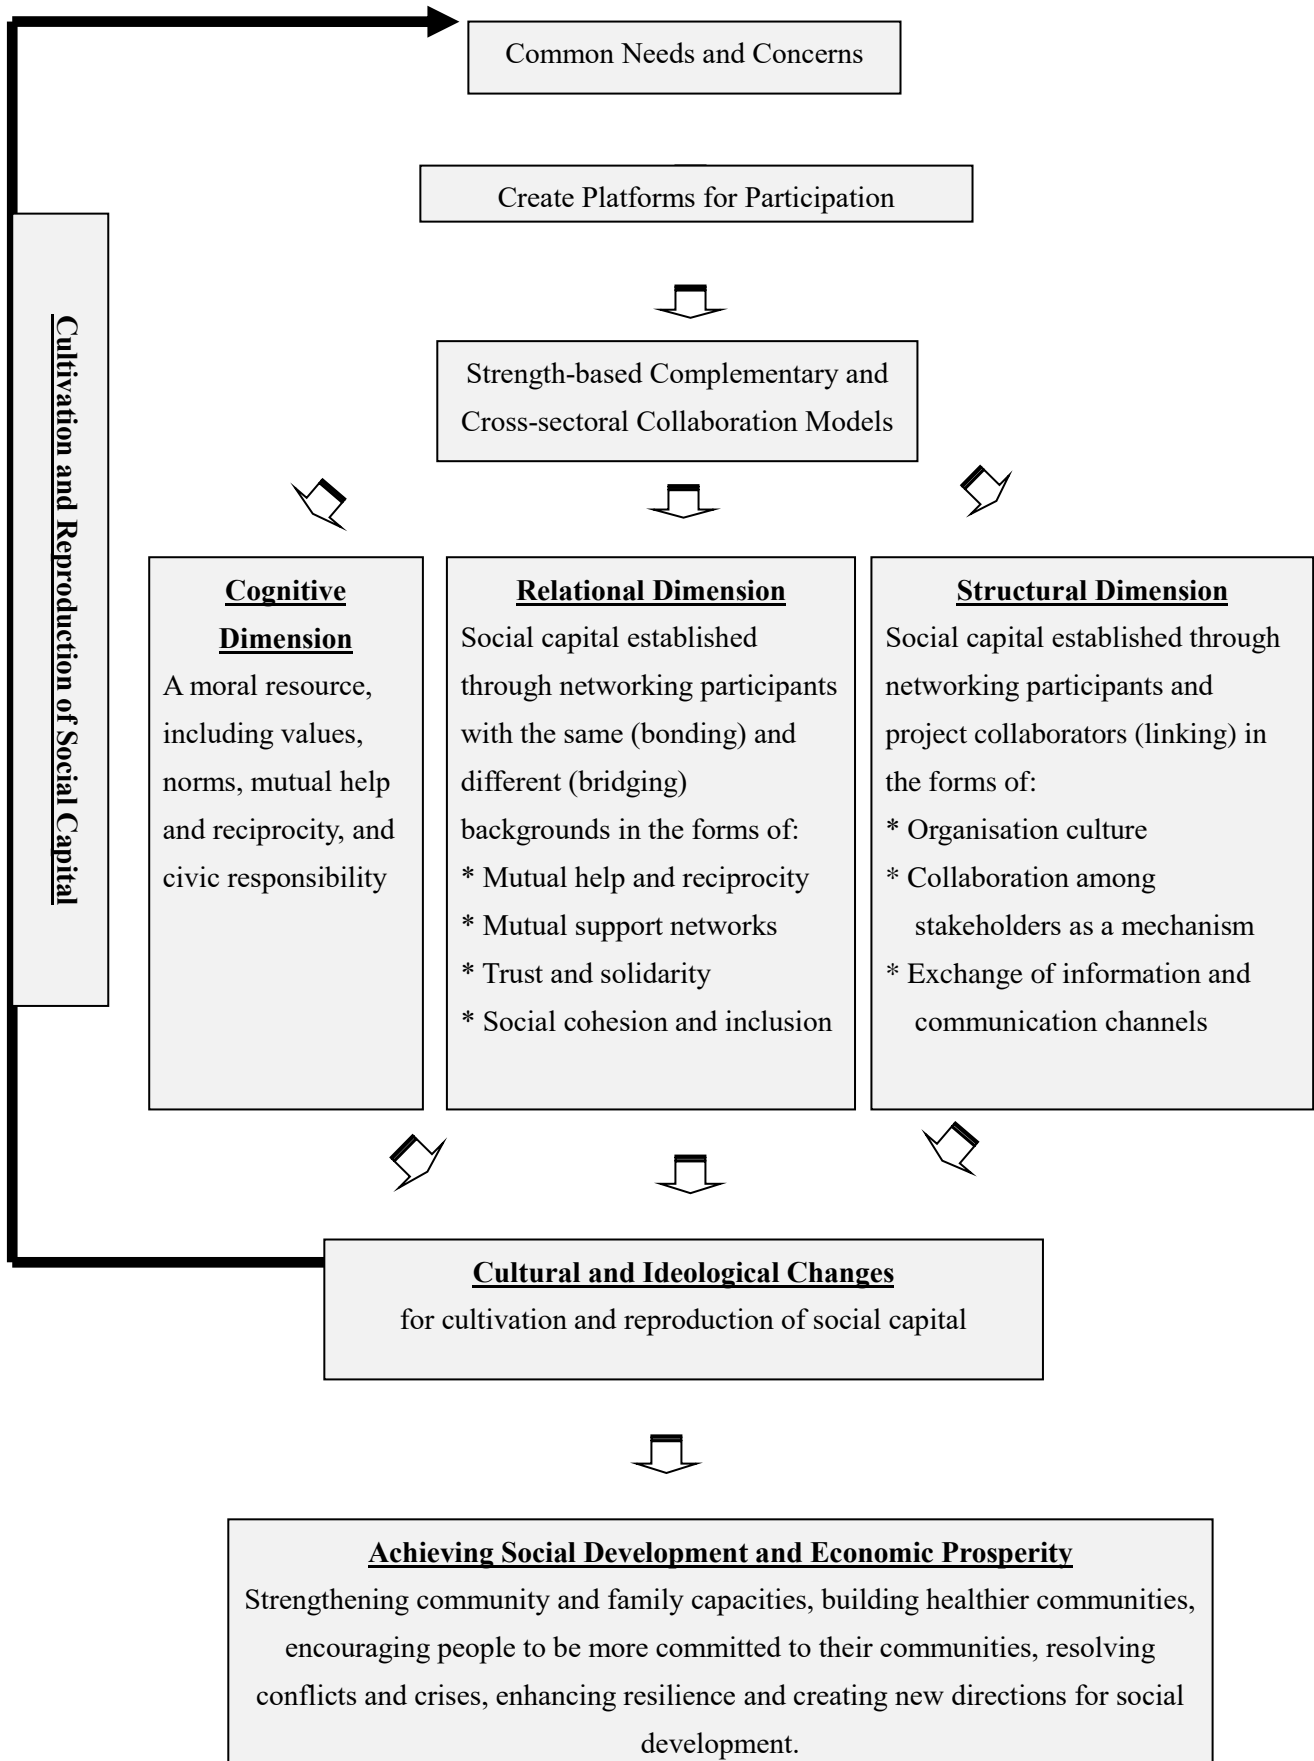 Common Needs and Concerns
Create Platforms for Participation
Strength-based Complementary and
Cross-sectoral Collaboration Models
Cultivation and Reproduction of Social Capital
Cognitive
Dimension
A moral resource,
including values,
norms, mutual help
and reciprocity, and
civic responsibility
Relational Dimension
Social capital established
through networking participants
with the same (bonding) and
different (bridging)
backgrounds in the forms of:
* Mutual help and reciprocity
* Mutual support networks
* Trust and solidarity
* Social cohesion and inclusion
Structural Dimension
Social capital established through
networking participants and
project collaborators (linking) in
the forms of:
* Organisation culture
* Collaboration among
stakeholders as a mechanism
* Exchange of information and
communication channels
Cultural and Ideological Changes
for cultivation and reproduction of social capital
Achieving Social Development and Economic Prosperity
Strengthening community and family capacities, building healthier communities,
encouraging people to be more committed to their communities, resolving
conflicts and crises, enhancing resilience and creating new directions for social
development.